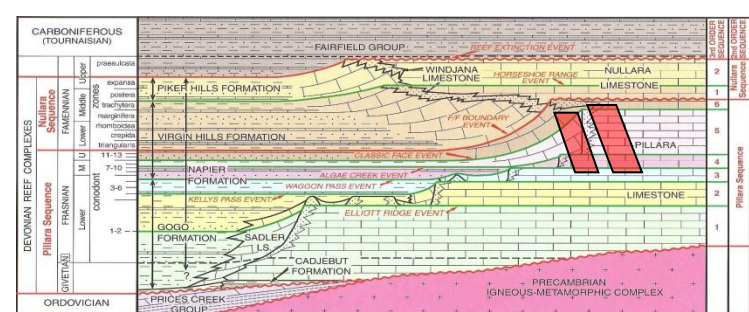 CARBONIFEROUS
(TOURNAISIAN)
FAIRFIELD GROUP
REEF EXTINCTION EVENT
3rd ORDER
SEQUENCE
2nd ORDER
SEQUENCE
DEVONIAN REEF COMPLEXES
Nullara
Sequence
Pillara Sequence
FAMENNIAN
FRASNIAN
GIVETIAN
Upper
Middle
Lower
U
M
Lower
conodont
zones
praesulcata
expansa
postera
trachytera
marginifera
rhomboidea
crepida
triangularis
11-13
7-10
3-6
1-2
WINDJANA
LIMESTONE
HORSESHOE RANGE
EVENT
NULLARA
LIMESTONE
PIKER HILLS FORMATION
F/F BOUNDARY
EVENT
VIRGIN HILLS FORMATION
CLASSIC FACE EVENT
PILLARA
NAPIER
FORMATION
ALGAE CREEK EVENT
WAGGON PASS EVENT
KELLYS PASS EVENT
LIMESTONE
ELLIOTT RIDGE EVENT
GOGO
FORMATION
SADLER
LS.
?
CADJEBUT
FORMATION
PRECAMBRIAN
IGNEOUS-METAMORPHIC COMPLEX
ORDOVICIAN
PRICES CREEK
GROUP
2
1
6
5
4
3
2
1
Nullara
Sequence
Pillara Sequence